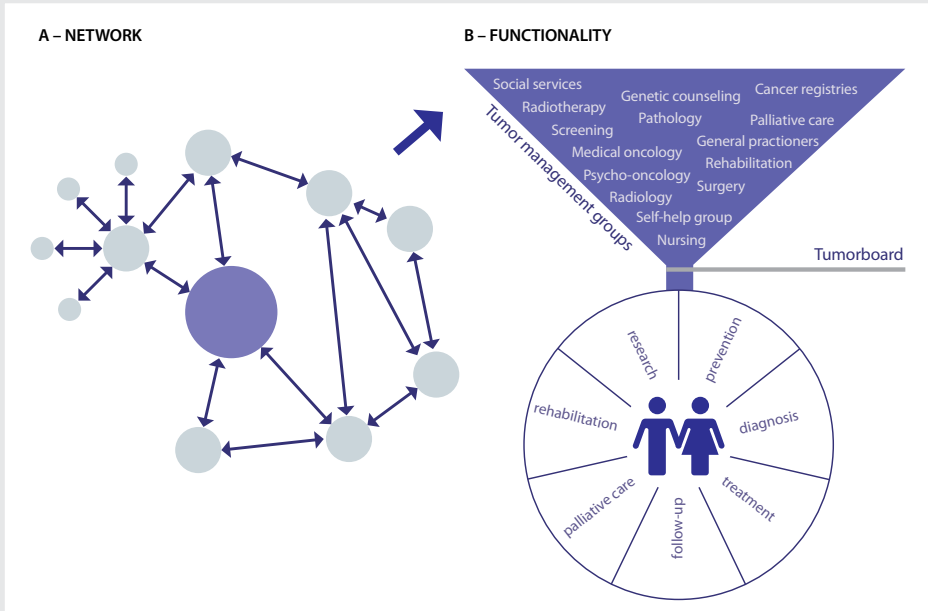 A – NETWORK
B – FUNCTIONALITY
Social services
Genetic counseling
Cancer registries
Radiotherapy
Pathology
Palliative care
Screening
General practioners
Medical oncology
Rehabilitation
Psycho-oncology
Surgery
Radiology
Self-help group
Nursing
Tumor management groups
Tumorboard
research
prevention
rehabilitation
diagnosis
palliative care
treatment
follow-up